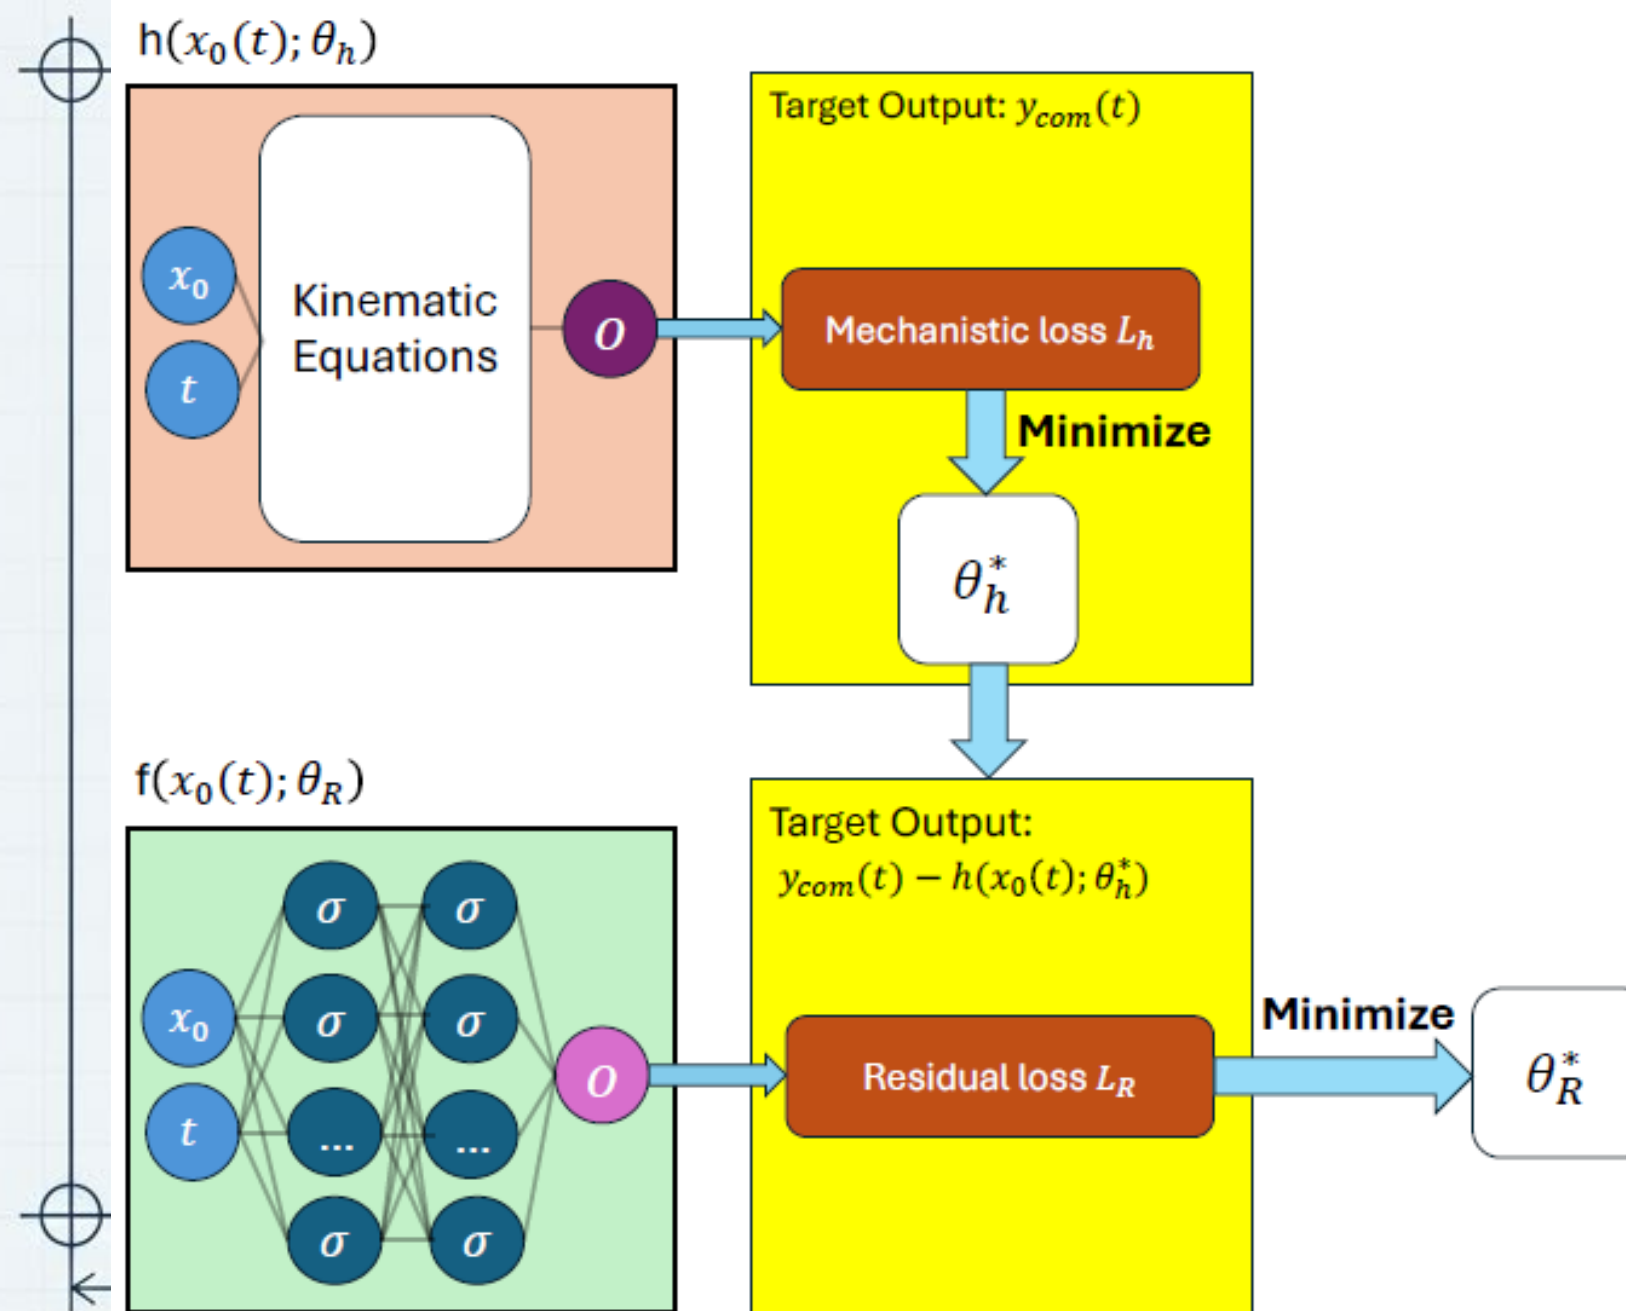 h(x₀(t); θₕ)
Target Output: y_com(t)
x₀
t
Kinematic
Equations
O
Mechanistic loss Lₕ
Minimize
θₕ*
f(x₀(t); θ_R)
Target Output:
y_com(t) − h(x₀(t); θₕ*)
x₀
t
σ
σ
σ
σ
...
...
σ
σ
O
Residual loss L_R
Minimize
θ_R*